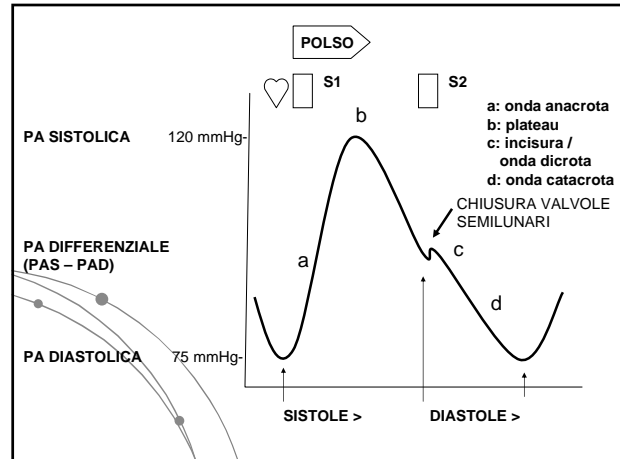 POLSO
S1
S2
b
a: onda anacrota
b: plateau
c: incisura /
onda dicrota
d: onda catacrota
PA SISTOLICA 120 mmHg-
CHIUSURA VALVOLE
SEMILUNARI
PA DIFFERENZIALE
(PAS – PAD)
c
a
d
PA DIASTOLICA 75 mmHg-
SISTOLE > DIASTOLE >